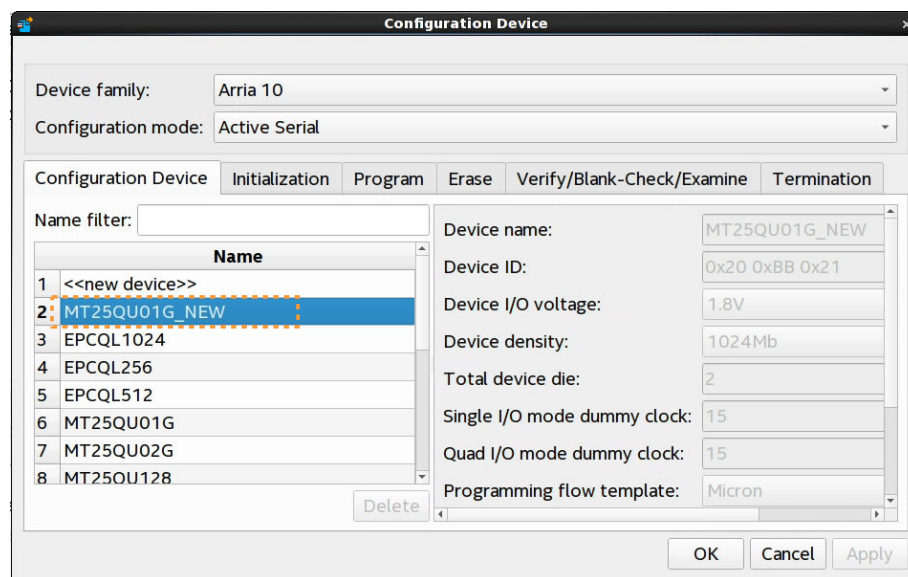 Configuration Device
Device family: Arria 10
Configuration mode: Active Serial
Configuration Device Initialization Program Erase Verify/Blank-Check/Examine Termination
Name filter:
Name
1 <<new device>>
2 MT25QU01G_NEW
3 EPCQL1024
4 EPCQL256
5 EPCQL512
6 MT25QU01G
7 MT25QU02G
8 MT25QU128
Delete
Device name: MT25QU01G_NEW
Device ID: 0x20 0xBB 0x21
Device I/O voltage: 1.8V
Device density: 1024Mb
Total device die: 2
Single I/O mode dummy clock: 15
Quad I/O mode dummy clock: 15
Programming flow template: Micron
OK Cancel Apply